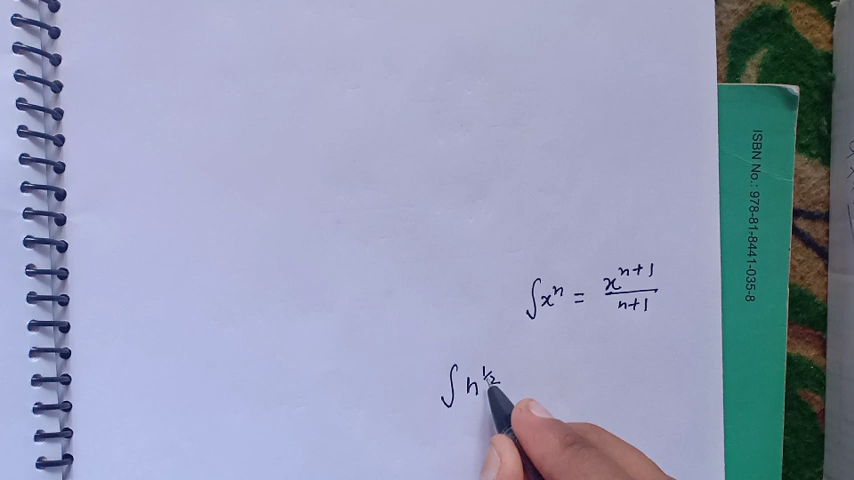 ∫xⁿ = xⁿ⁺¹/n+1
∫h^1/2
ISBN No.: 978-81-8441-035-8